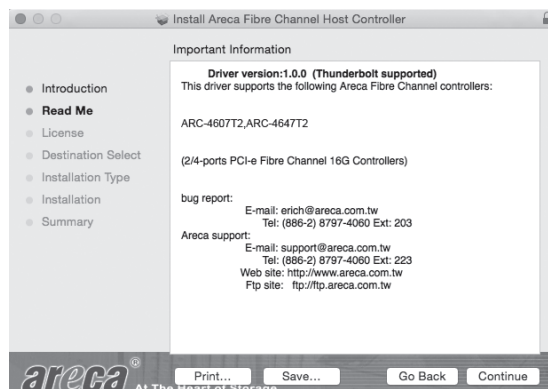 Install Areca Fibre Channel Host Controller
Important Information
Introduction
Read Me
License
Destination Select
Installation Type
Installation
Summary
Driver version:1.0.0 (Thunderbolt supported)
This driver supports the following Areca Fibre Channel controllers:
ARC-4607T2,ARC-4647T2
(2/4-ports PCI-e Fibre Channel 16G Controllers)
bug report:
E-mail: erich@areca.com.tw
Tel: (886-2) 8797-4060 Ext: 203
Areca support:
E-mail: support@areca.com.tw
Tel: (886-2) 8797-4060 Ext: 223
Web site: http://www.areca.com.tw
Ftp site: ftp://ftp.areca.com.tw
areca®
At The Heart of Storage
Print... Save... Go Back Continue